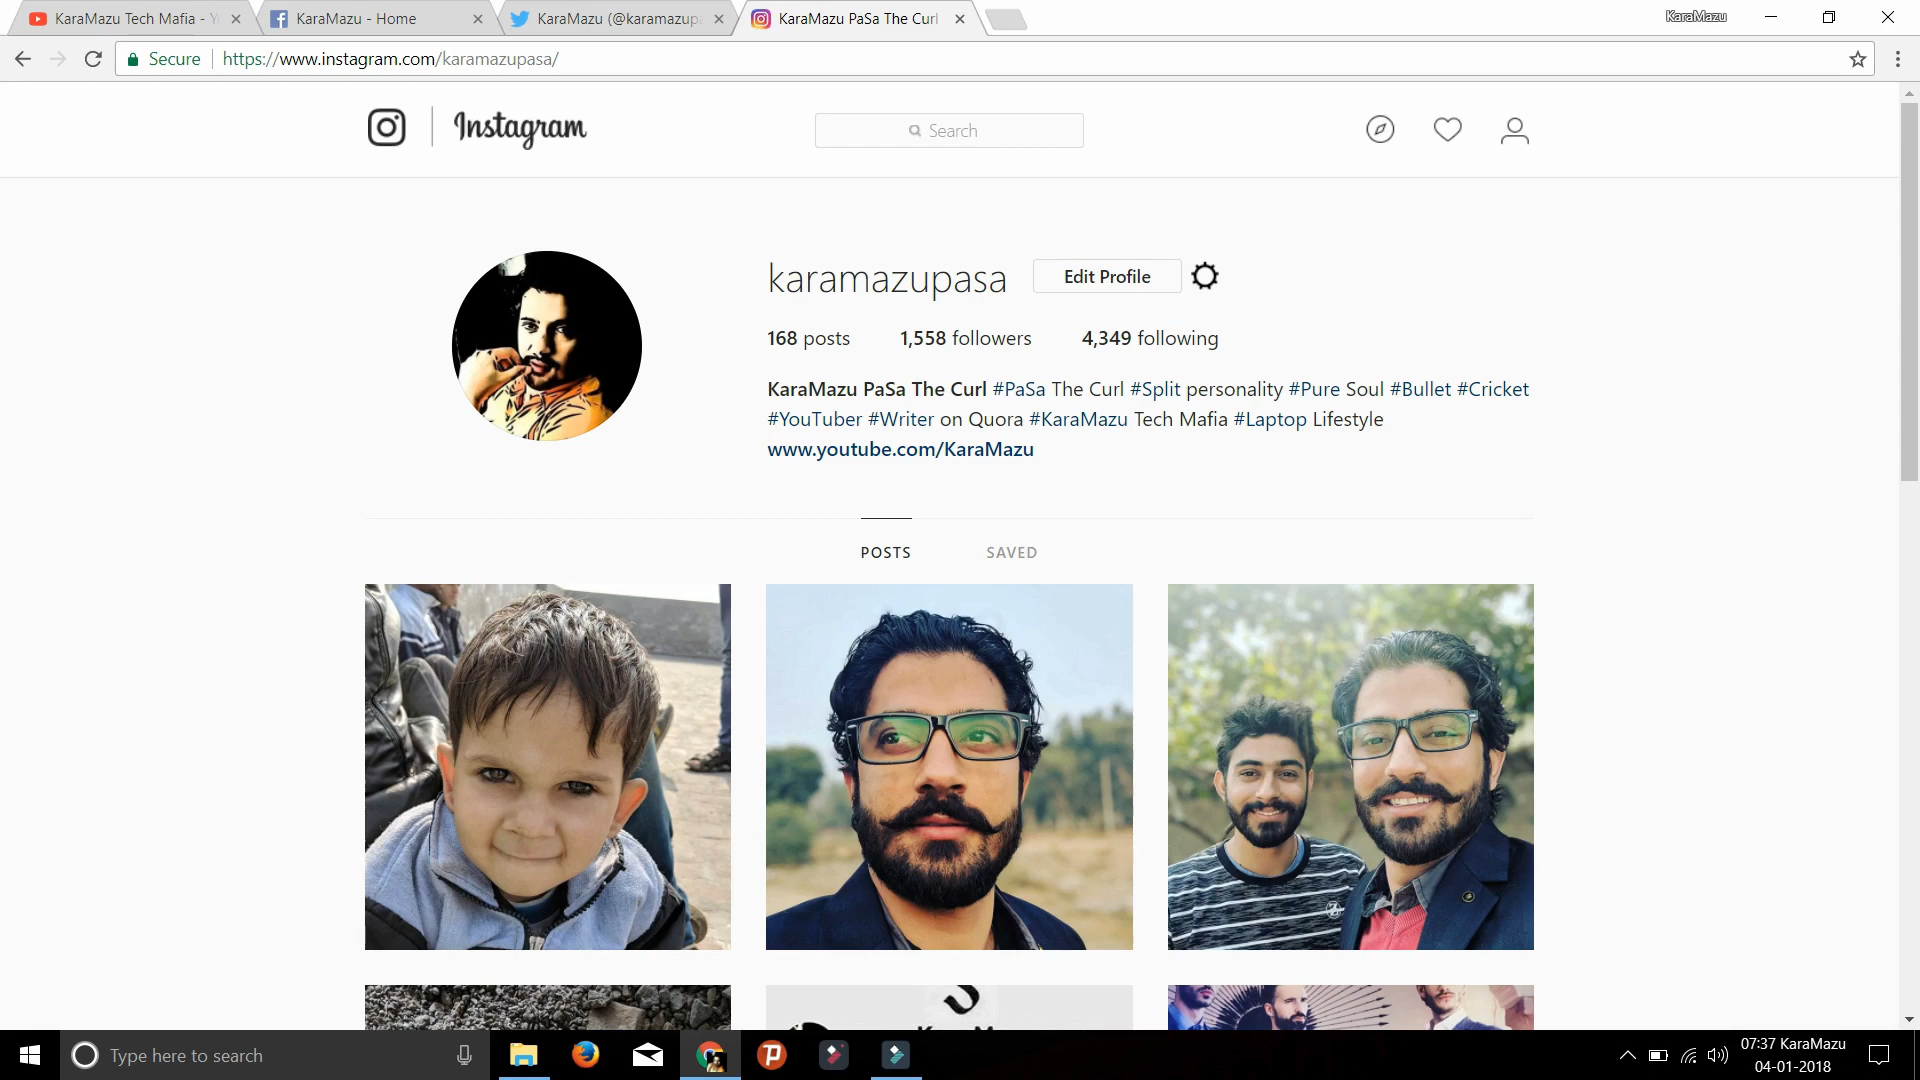 KaraMazu Tech Mafia - Y
KaraMazu - Home
KaraMazu (@karamazupa
KaraMazu PaSa The Curl
KaraMazu
Secure
https://www.instagram.com/karamazupasa/
Instagram
Search
karamazupasa
Edit Profile
168 posts
1,558 followers
4,349 following
KaraMazu PaSa The Curl #PaSa The Curl #Split personality #Pure Soul #Bullet #Cricket
#YouTuber #Writer on Quora #KaraMazu Tech Mafia #Laptop Lifestyle
www.youtube.com/KaraMazu
POSTS
SAVED
Type here to search
07:37 KaraMazu
04-01-2018